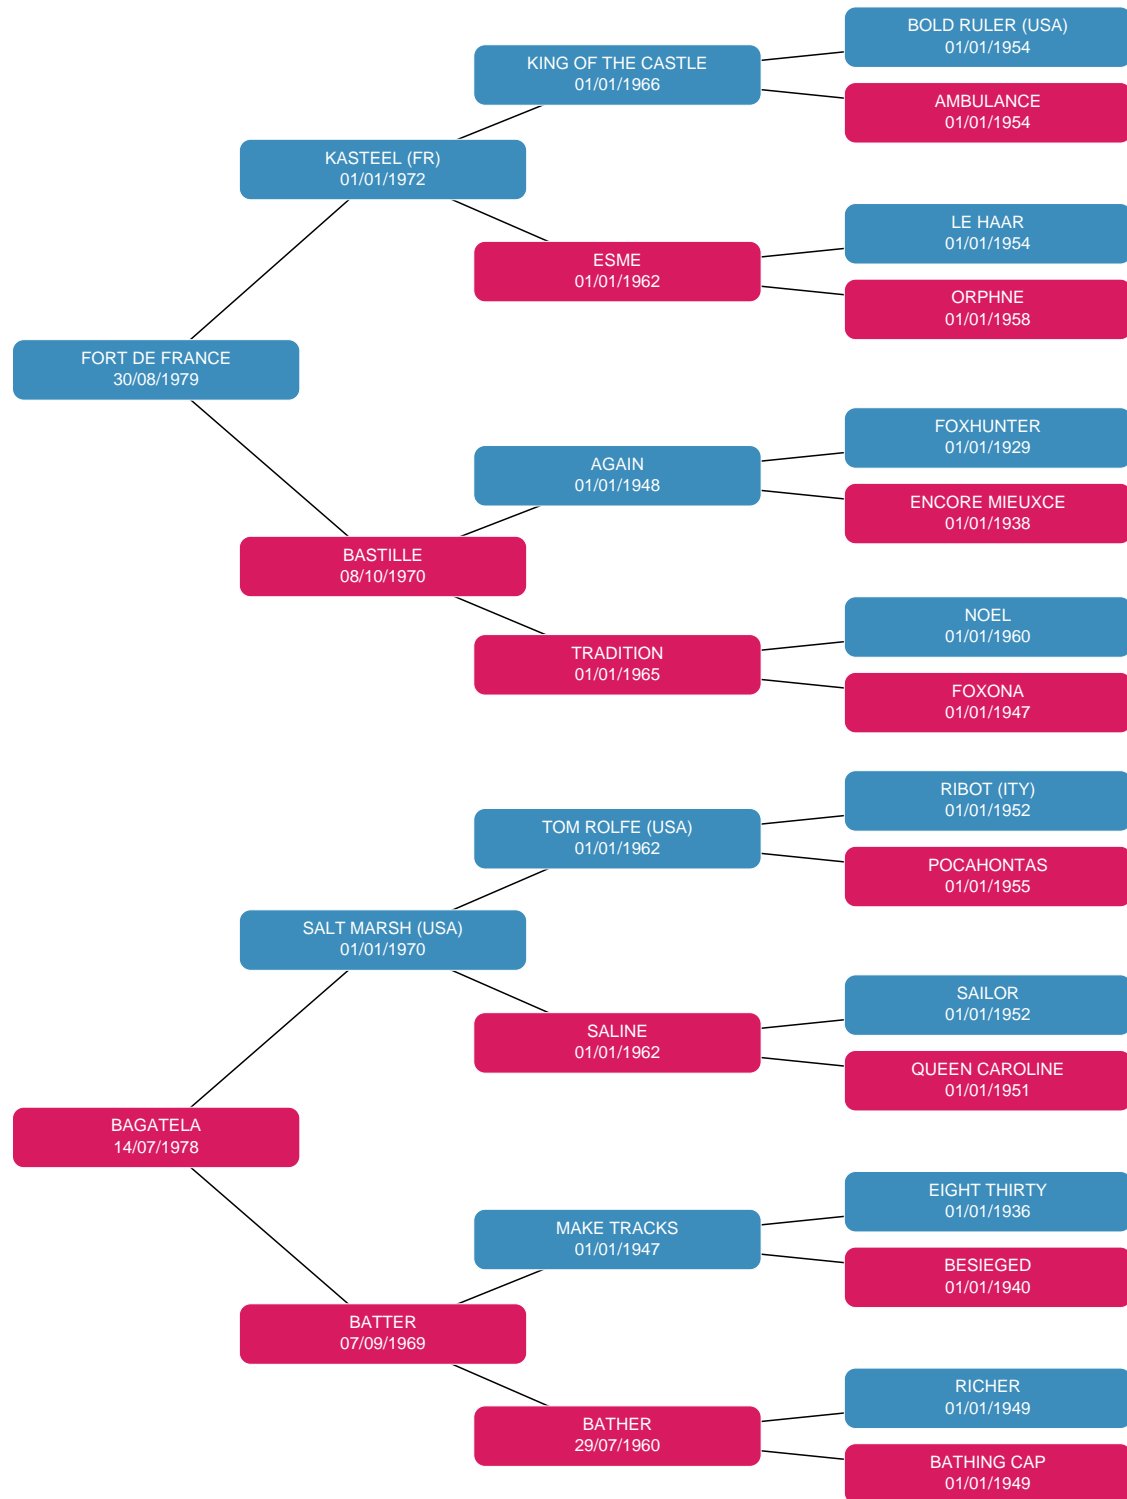 BOLD RULER (USA)
01/01/1954
KING OF THE CASTLE
01/01/1966
AMBULANCE
01/01/1954
KASTEEL (FR)
01/01/1972
LE HAAR
01/01/1954
ESME
01/01/1962
ORPHNE
01/01/1958
FORT DE FRANCE
30/08/1979
FOXHUNTER
01/01/1929
AGAIN
01/01/1948
ENCORE MIEUXCE
01/01/1938
BASTILLE
08/10/1970
NOEL
01/01/1960
TRADITION
01/01/1965
FOXONA
01/01/1947
RIBOT (ITY)
01/01/1952
TOM ROLFE (USA)
01/01/1962
POCAHONTAS
01/01/1955
SALT MARSH (USA)
01/01/1970
SAILOR
01/01/1952
SALINE
01/01/1962
QUEEN CAROLINE
01/01/1951
BAGATELA
14/07/1978
EIGHT THIRTY
01/01/1936
MAKE TRACKS
01/01/1947
BESIEGED
01/01/1940
BATTER
07/09/1969
RICHER
01/01/1949
BATHER
29/07/1960
BATHING CAP
01/01/1949